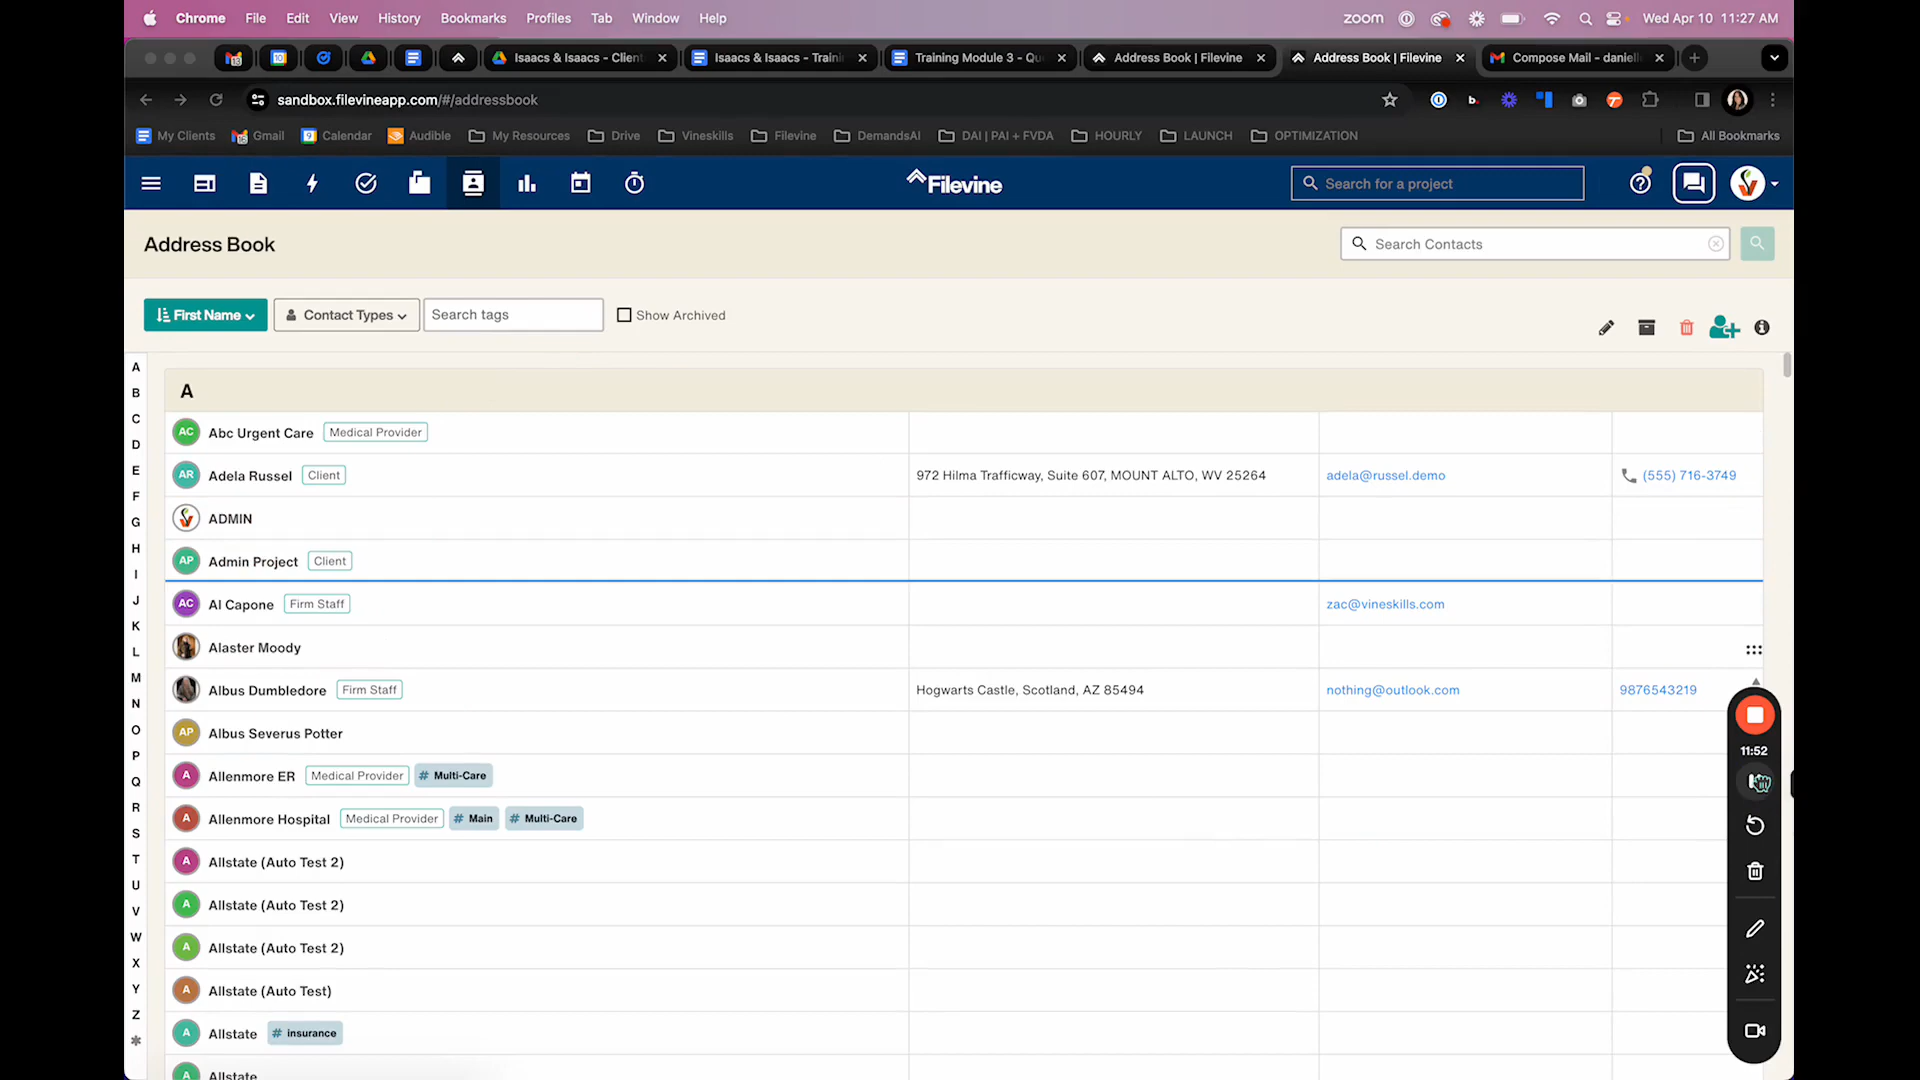 Chrome File Edit View History Bookmarks Profiles Tab Window Help zoom Wed Apr 10 11:27 AM
Isaacs & Isaacs - Client Isaacs & Isaacs - Traini Training Module 3 - Qu Address Book | Filevine Address Book | Filevine Compose Mail - daniell
sandbox.filevineapp.com/#/addressbook
My Clients Gmail Calendar Audible My Resources Drive Vineskills Filevine DemandsAI DAI | PAI + FVDA HOURLY LAUNCH OPTIMIZATION All Bookmarks
Filevine Search for a project
Address Book Search Contacts
First Name Contact Types Search tags Show Archived
A
B
C
D
E
F
G
H
I
J
K
L
M
N
O
P
Q
R
S
T
U
V
W
X
Y
Z
*
A
AC Abc Urgent Care Medical Provider
AR Adela Russel Client 972 Hilma Trafficway, Suite 607, MOUNT ALTO, WV 25264 adela@russel.demo (555) 716-3749
ADMIN
AP Admin Project Client
AC Al Capone Firm Staff zac@vineskills.com
Alaster Moody
Albus Dumbledore Firm Staff Hogwarts Castle, Scotland, AZ 85494 nothing@outlook.com 9876543219
AP Albus Severus Potter
A Allenmore ER Medical Provider # Multi-Care
A Allenmore Hospital Medical Provider # Main # Multi-Care
A Allstate (Auto Test 2)
A Allstate (Auto Test 2)
A Allstate (Auto Test 2)
A Allstate (Auto Test)
A Allstate # insurance
A Allstate
11:52